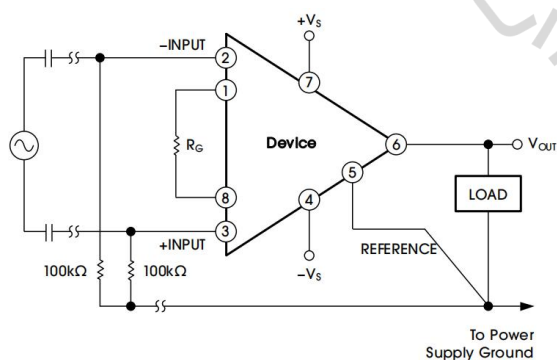 +Vs
−INPUT
2
7
1
RG
Device
6
VOUT
5
LOAD
8
4
3
+INPUT
REFERENCE
100kΩ
100kΩ
−Vs
To Power
Supply Ground